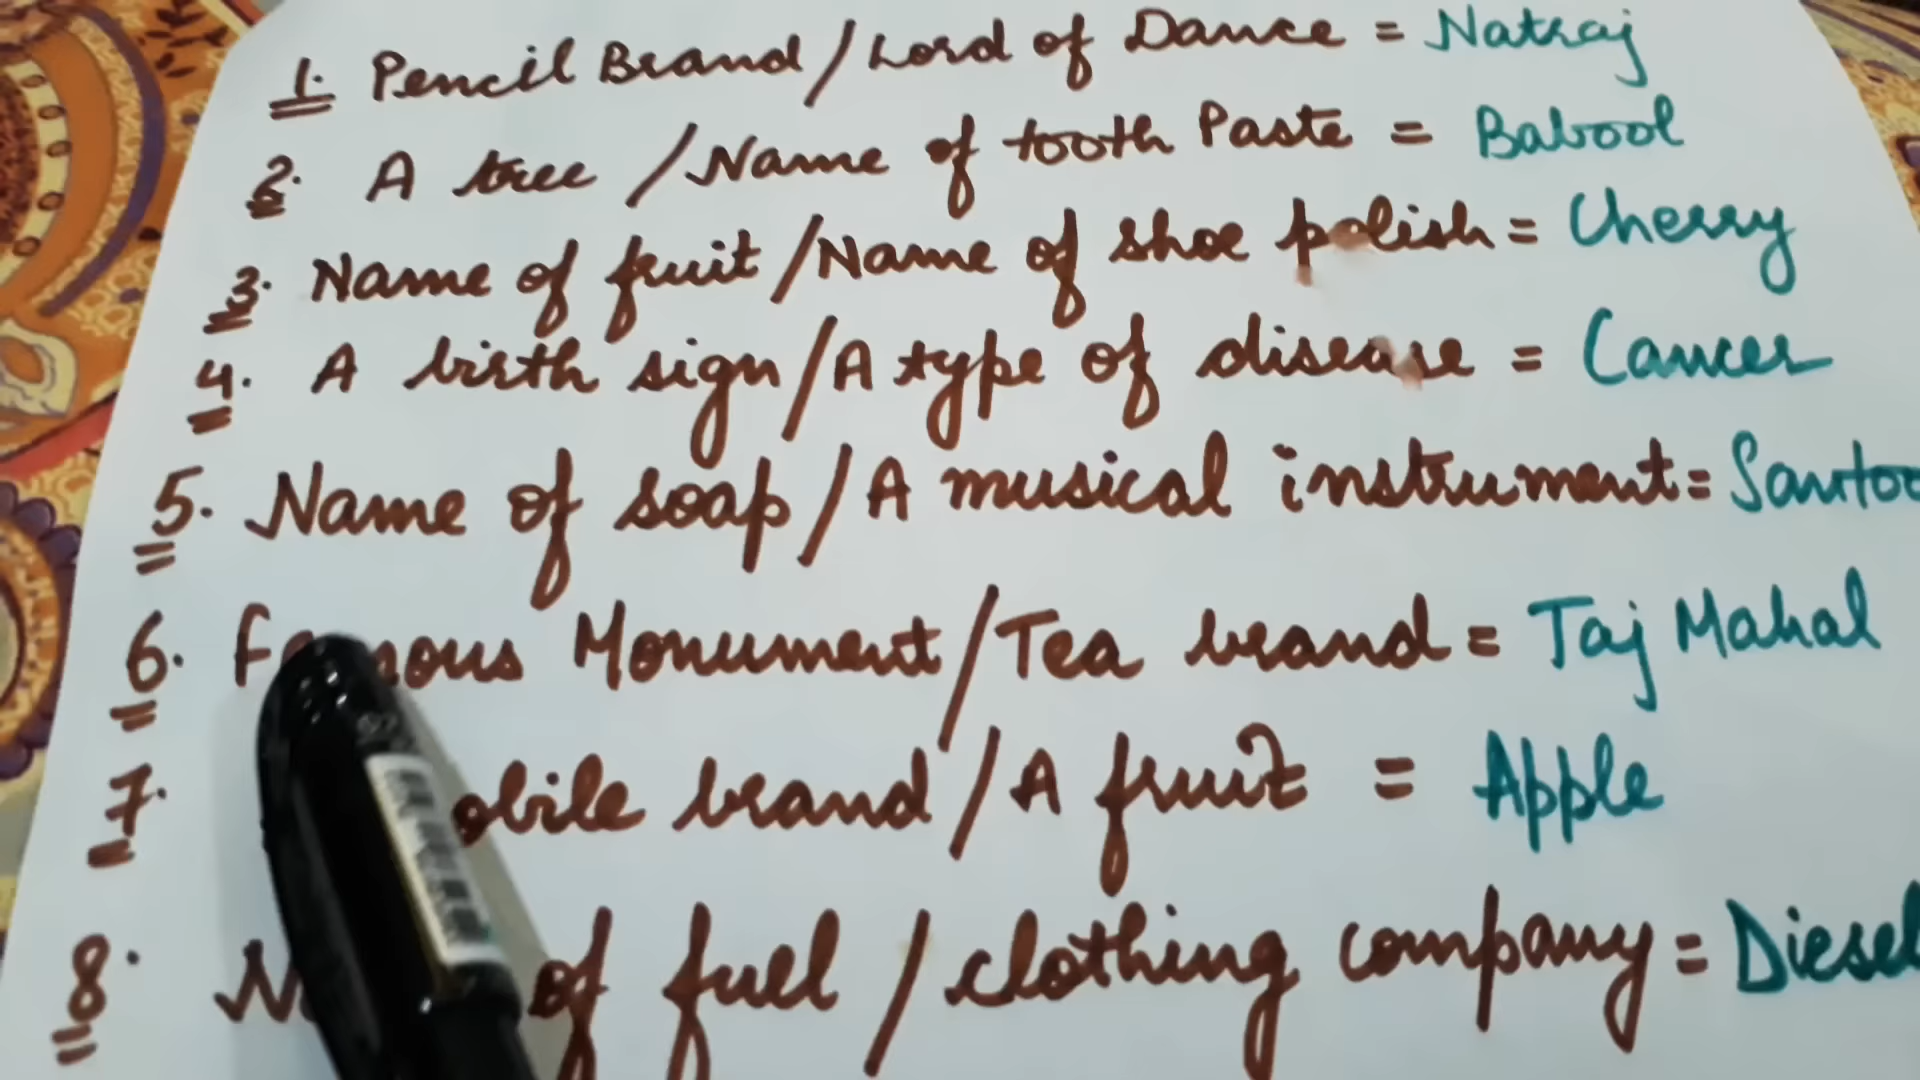 1. Pencil Brand / Lord of Dance = Natraj
2. A tree / Name of tooth Paste = Babool
3. Name of fruit / Name of shoe polish = Cherry
4. A birth sign / A type of disease = Cancer
5. Name of soap / A musical instrument = Santoo
6. Famous Monument / Tea brand = Taj Mahal
7. obile brand / A fruit = Apple
8. of full / clothing company = Diesel